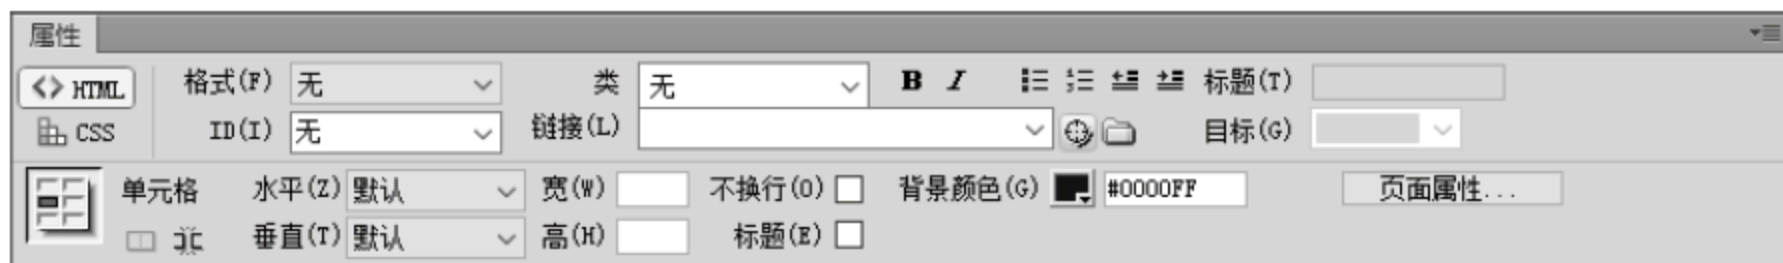 属性
HTML 格式(F) 无 类 无 B I 标题(T)
CSS ID(I) 无 链接(L) 目标(G)
单元格 水平(Z) 默认 宽(W) 不换行(O) 背景颜色(G) #0000FF 页面属性...
垂直(T) 默认 高(H) 标题(E)